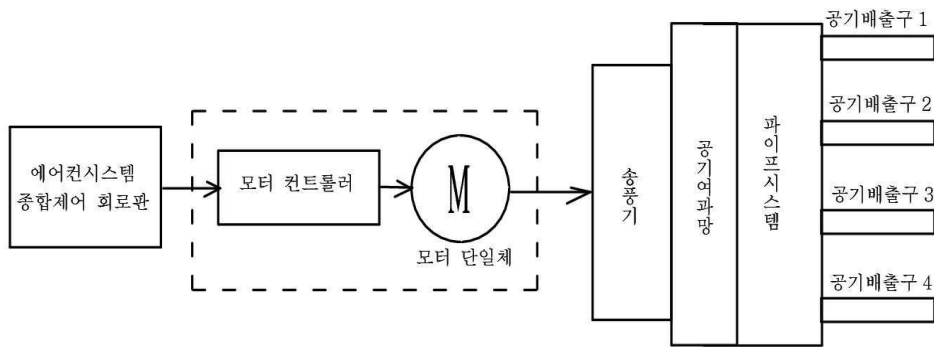 에어컨시스템
종합제어 회로판
모터 컨트롤러
M
모터 단일체
송풍기
공기여과망
파이프시스템
공기배출구 1
공기배출구 2
공기배출구 3
공기배출구 4